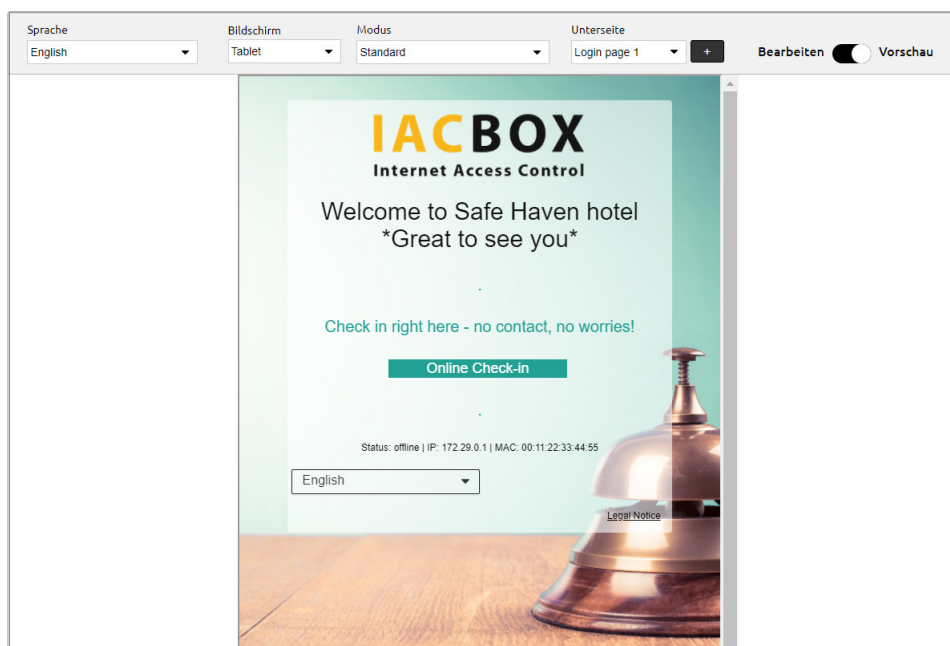 Sprache Bildschirm Modus Unterseite
English Tablet Standard Login page 1 + Bearbeiten Vorschau
IACBOX
Internet Access Control
Welcome to Safe Haven hotel
*Great to see you*
.
Check in right here - no contact, no worries!
Online Check-in
.
Status: offline | IP: 172.29.0.1 | MAC: 00:11:22:33:44:55
English
Legal Notice